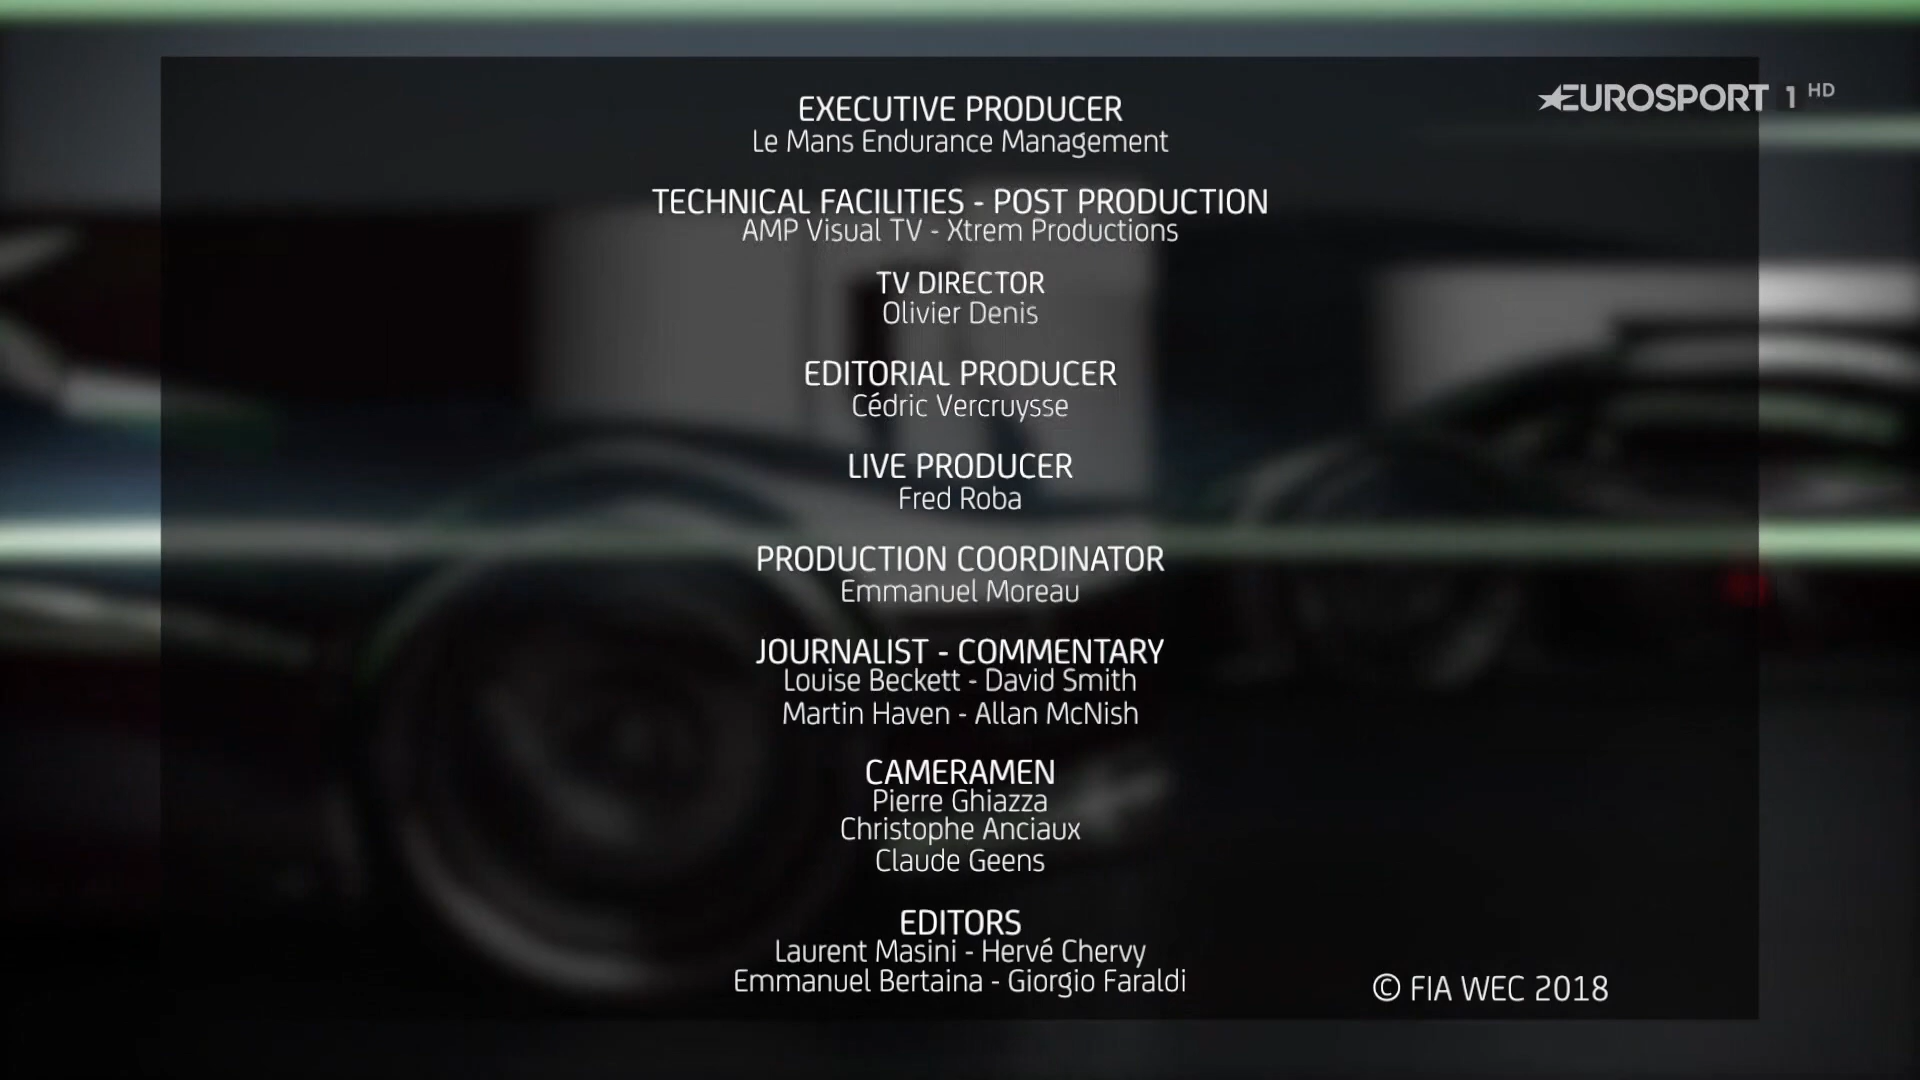 EUROSPORT 1 HD
EXECUTIVE PRODUCER
Le Mans Endurance Management
TECHNICAL FACILITIES - POST PRODUCTION
AMP Visual TV - Xtrem Productions
TV DIRECTOR
Olivier Denis
EDITORIAL PRODUCER
Cédric Vercruysse
LIVE PRODUCER
Fred Roba
PRODUCTION COORDINATOR
Emmanuel Moreau
JOURNALIST - COMMENTARY
Louise Beckett - David Smith
Martin Haven - Allan McNish
CAMERAMEN
Pierre Ghiazza
Christophe Anciaux
Claude Geens
EDITORS
Laurent Masini - Hervé Chervy
Emmanuel Bertaina - Giorgio Faraldi
© FIA WEC 2018